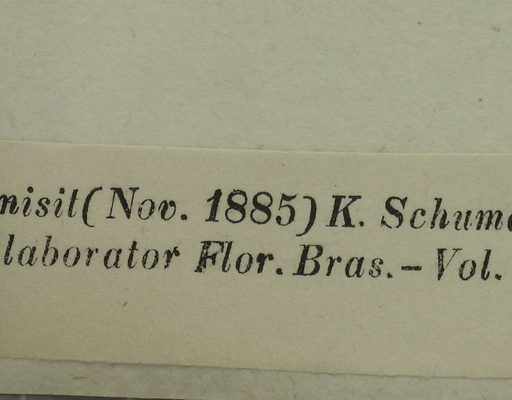 misit (Nov. 1885) K. Schum
laborator Flor. Bras. – Vol.